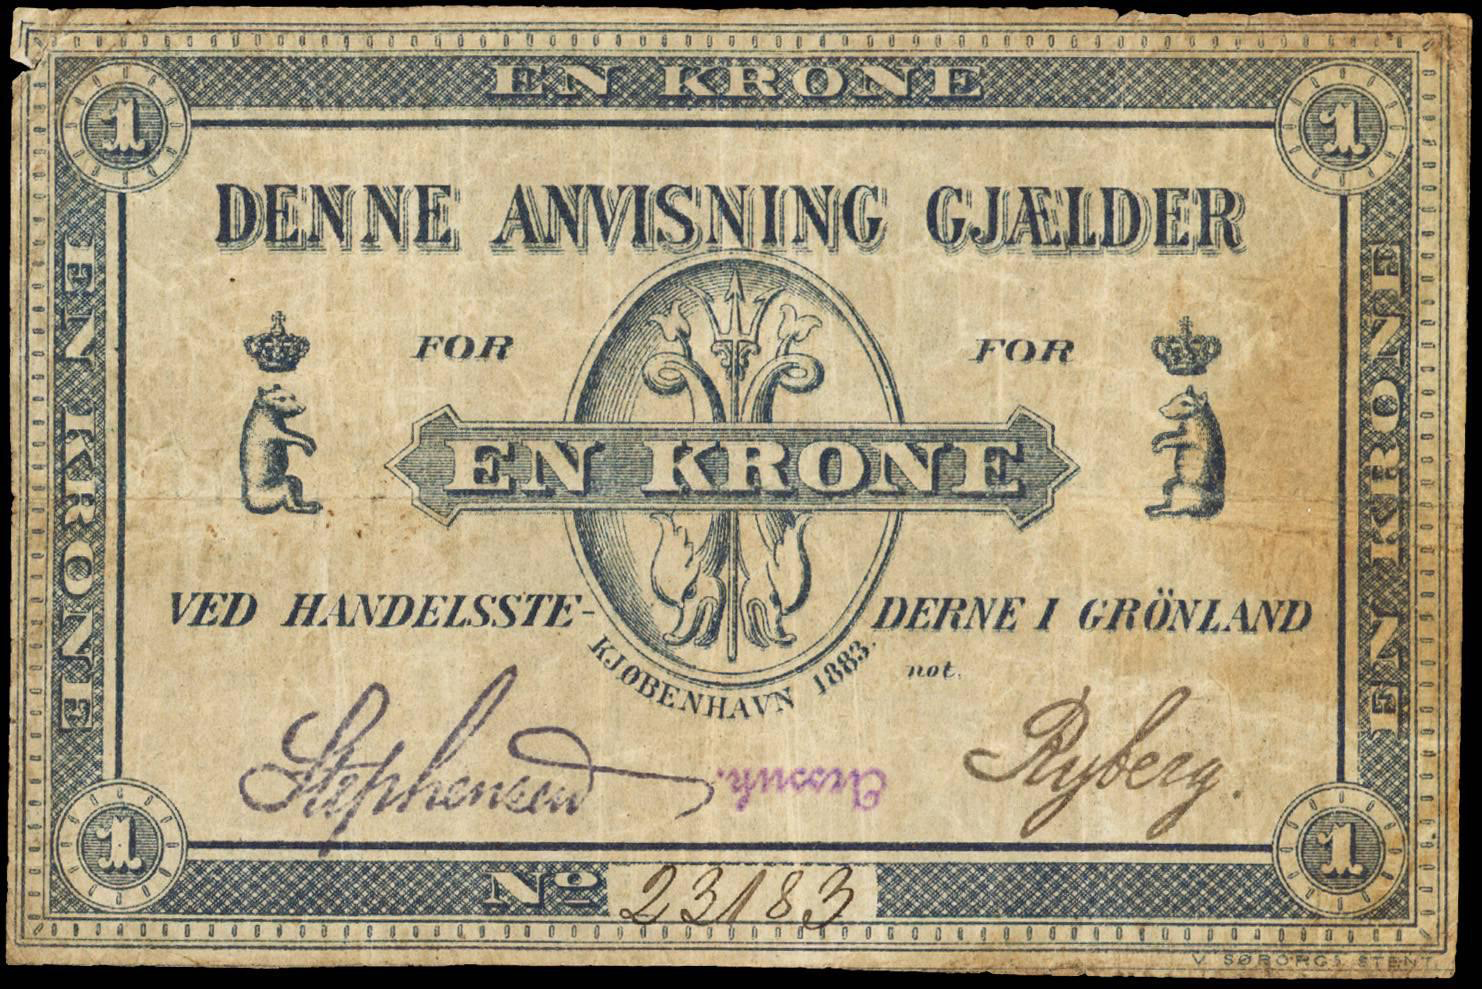 EN KRONE
1
1
DENNE ANVISNING GJÆLDER
FOR
FOR
EN KRONE
EN KRONE
EN KRONE
VED HANDELSSTE-
DERNE I GRÖNLAND
KJØBENHAVN 1883.
not.
Stephensen
Ryberg.
1
1
No 23183
V. SØBORGS STENT.